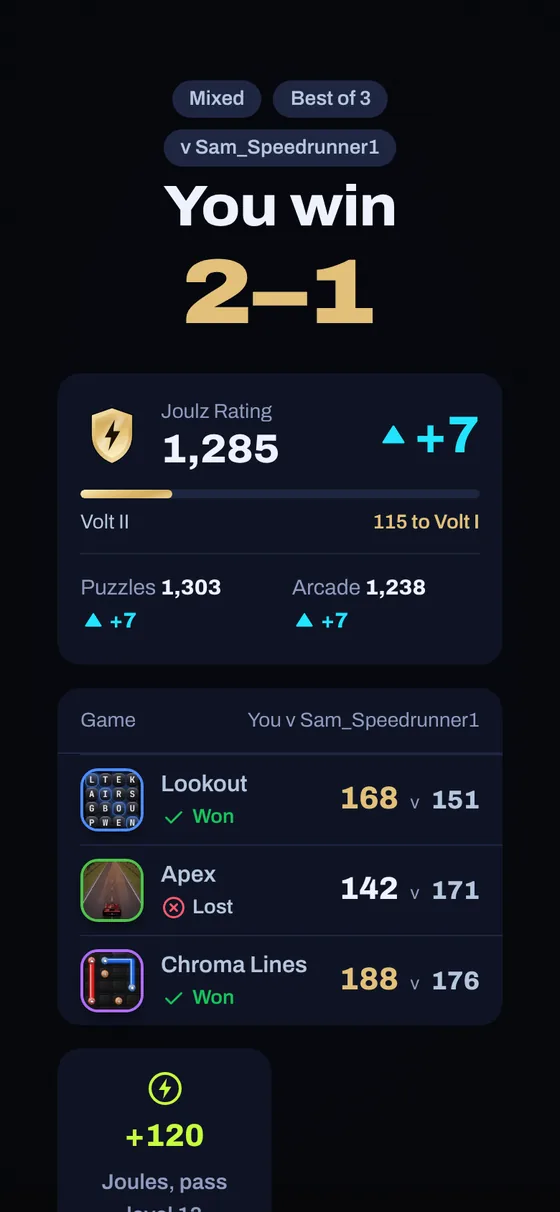 Mixed
Best of 3
v Sam_Speedrunner1
You win
2–1
Joulz Rating
1,285
+7
Volt II
115 to Volt I
Puzzles 1,303
Arcade 1,238
+7
+7
Game
You v Sam_Speedrunner1
L T E K
A I R S
G B O U
P W E N
Lookout
168 v 151
Won
Apex
142 v 171
Lost
Chroma Lines
188 v 176
Won
+120
Joules, pass